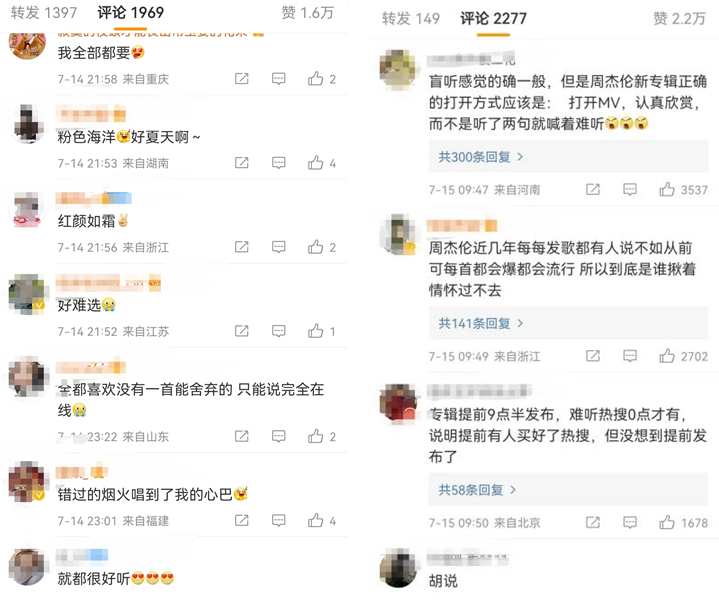 转发 1397 评论 1969 赞 1.6万
我全部都要
7-14 21:58 来自重庆 2
粉色海洋好夏天啊～
7-14 21:53 来自湖南 4
红颜如霜
7-14 21:56 来自浙江 2
好难选
7-14 21:52 来自江苏 1
全都喜欢没有一首能舍弃的 只能说完全在
线
23:22 来自山东 2
错过的烟火唱到了我的心巴
7-14 23:01 来自福建 4
就都很好听
转发 149 评论 2277 赞 2.2万
盲听感觉的确一般，但是周杰伦新专辑正确
的打开方式应该是： 打开MV，认真欣赏，
而不是听了两句就喊着难听
共300条回复 >
7-15 09:47 来自河南 3537
周杰伦近几年每每发歌都有人说不如从前
可每首都会爆都会流行 所以到底是谁揪着
情怀过不去
共141条回复 >
7-15 09:49 来自浙江 2702
专辑提前9点半发布，难听热搜0点才有，
说明提前有人买好了热搜，但没想到提前发
布了
共58条回复 >
7-15 09:50 来自北京 1678
胡说